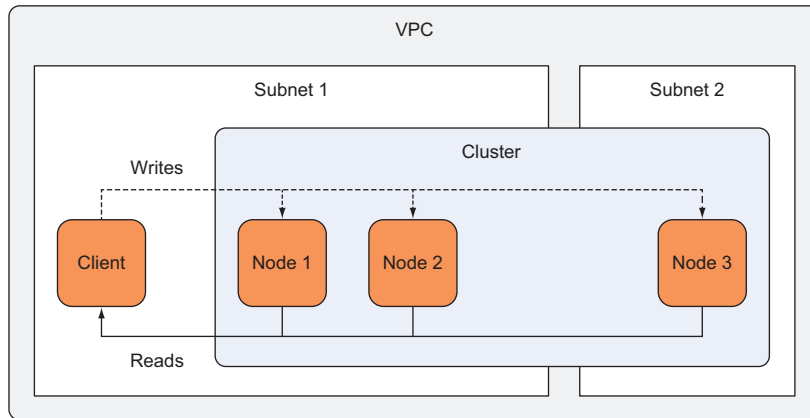 VPC
Subnet 1
Subnet 2
Cluster
Writes
Client
Node 1
Node 2
Node 3
Reads